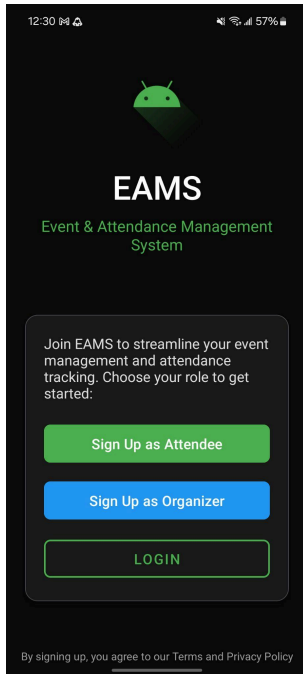 12:30 57%
EAMS
Event & Attendance Management
System
Join EAMS to streamline your event
management and attendance
tracking. Choose your role to get
started:
Sign Up as Attendee
Sign Up as Organizer
LOGIN
By signing up, you agree to our Terms and Privacy Policy